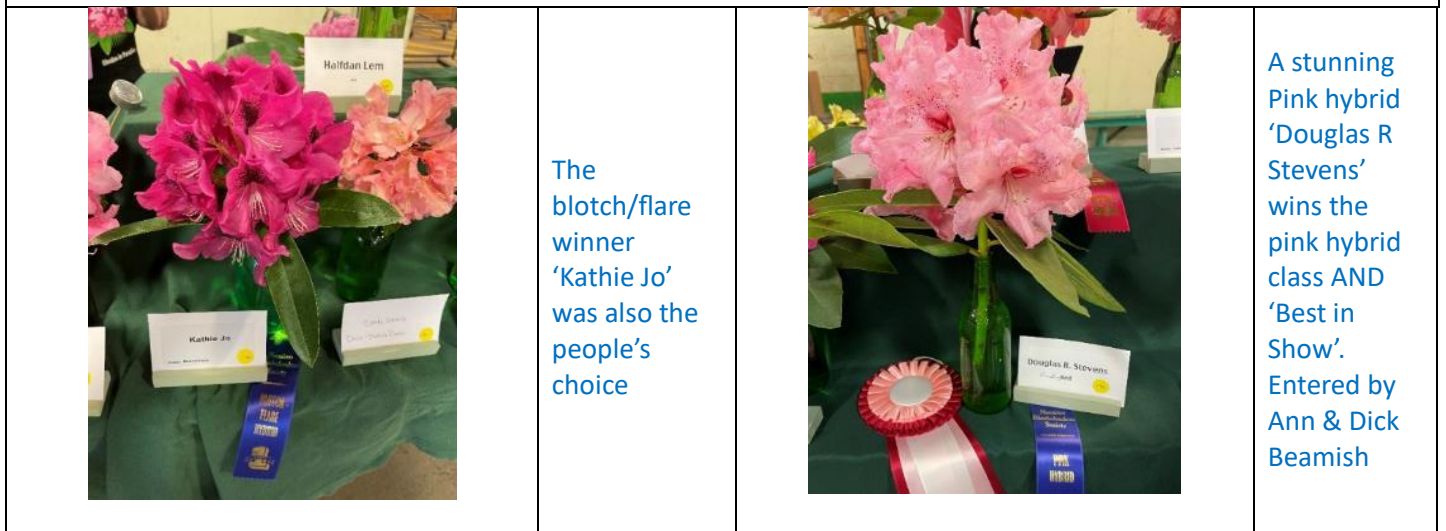 Halfdan Lem
Kathie Jo
FLARE
The
blotch/flare
winner
‘Kathie Jo’
was also the
people’s
choice
Douglas R. Stevens
Rhododendron
Society
PINK
HYBRID
A stunning
Pink hybrid
‘Douglas R
Stevens’
wins the
pink hybrid
class AND
‘Best in
Show’.
Entered by
Ann & Dick
Beamish